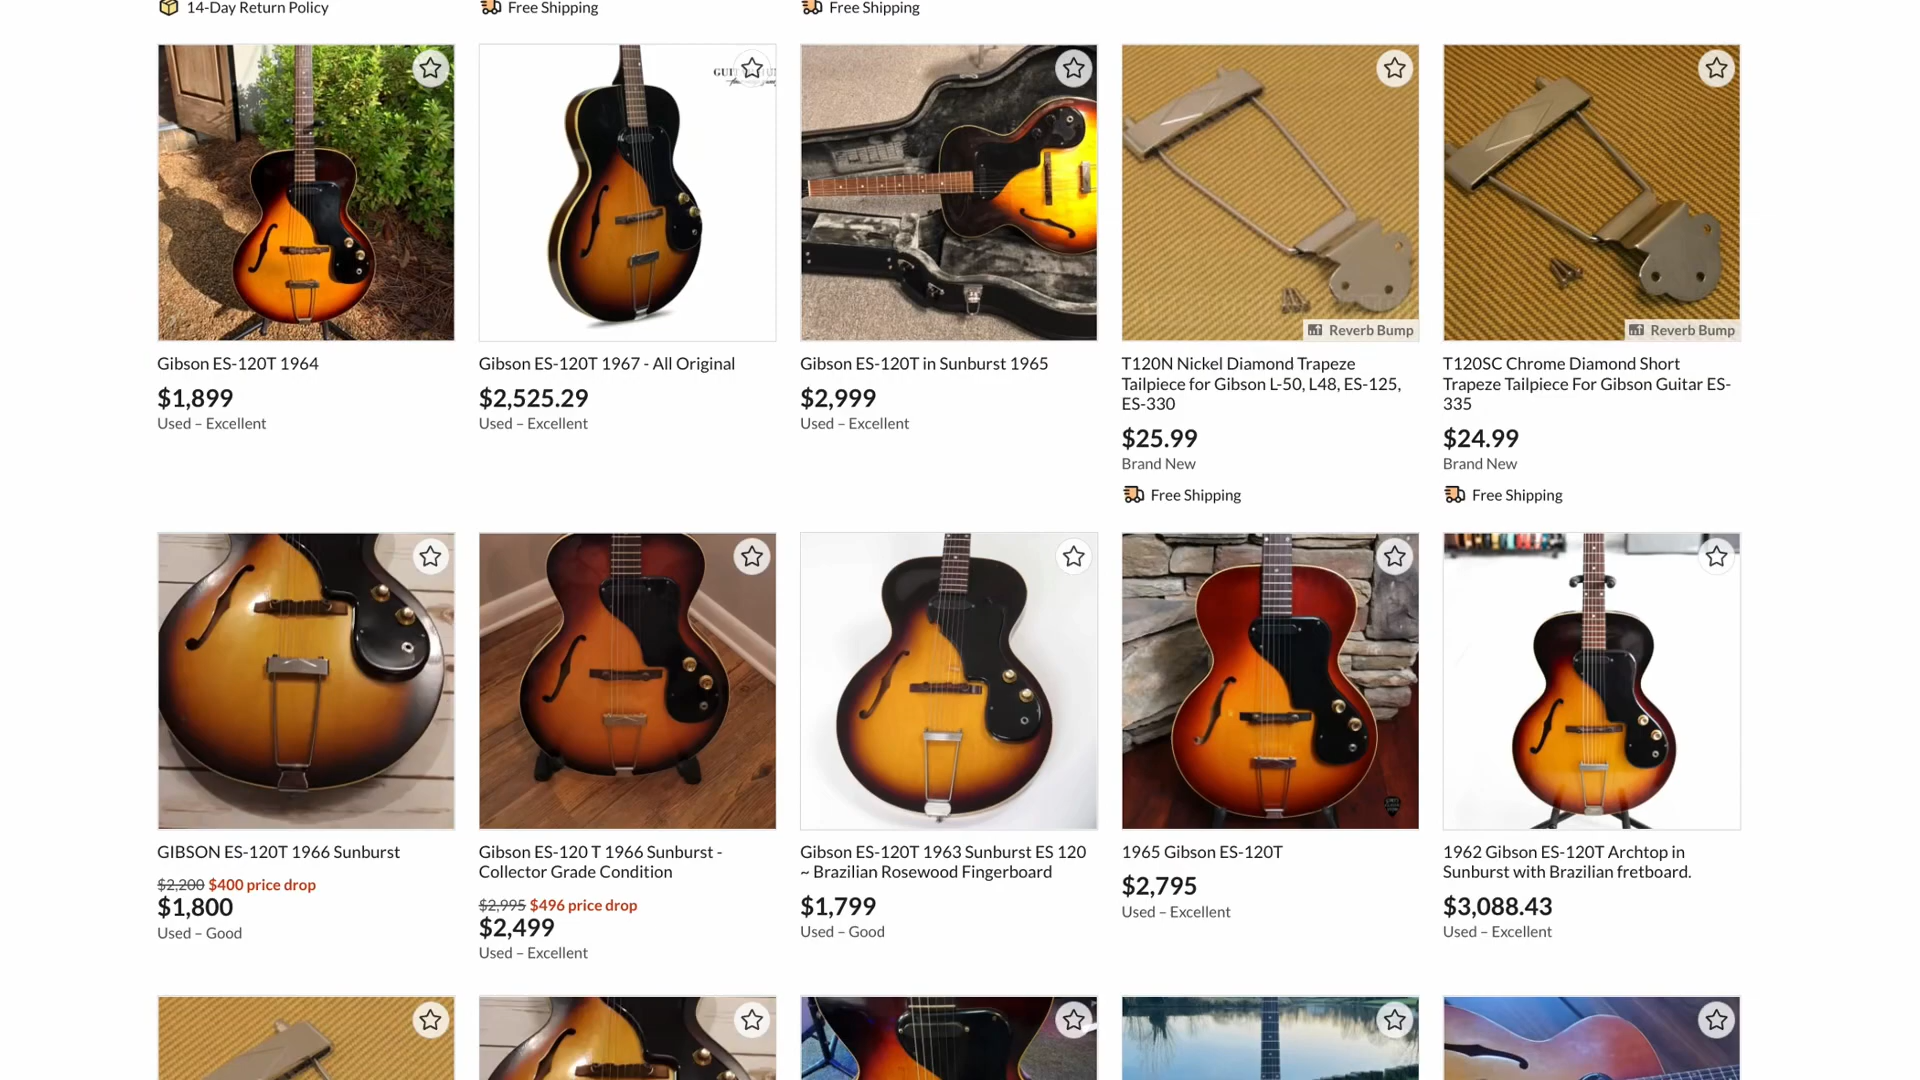 14-Day Return Policy
Free Shipping
Free Shipping
Reverb Bump
Reverb Bump
Gibson ES-120T 1964
$1,899
Used – Excellent
Gibson ES-120T 1967 - All Original
$2,525.29
Used – Excellent
Gibson ES-120T in Sunburst 1965
$2,999
Used – Excellent
T120N Nickel Diamond Trapeze
Tailpiece for Gibson L-50, L48, ES-125,
ES-330
$25.99
Brand New
Free Shipping
T120SC Chrome Diamond Short
Trapeze Tailpiece For Gibson Guitar ES-
335
$24.99
Brand New
Free Shipping
GIBSON ES-120T 1966 Sunburst
$2,200 $400 price drop
$1,800
Used – Good
Gibson ES-120 T 1966 Sunburst -
Collector Grade Condition
$2,995 $496 price drop
$2,499
Used – Excellent
Gibson ES-120T 1963 Sunburst ES 120
~ Brazilian Rosewood Fingerboard
$1,799
Used – Good
1965 Gibson ES-120T
$2,795
Used – Excellent
1962 Gibson ES-120T Archtop in
Sunburst with Brazilian fretboard.
$3,088.43
Used – Excellent